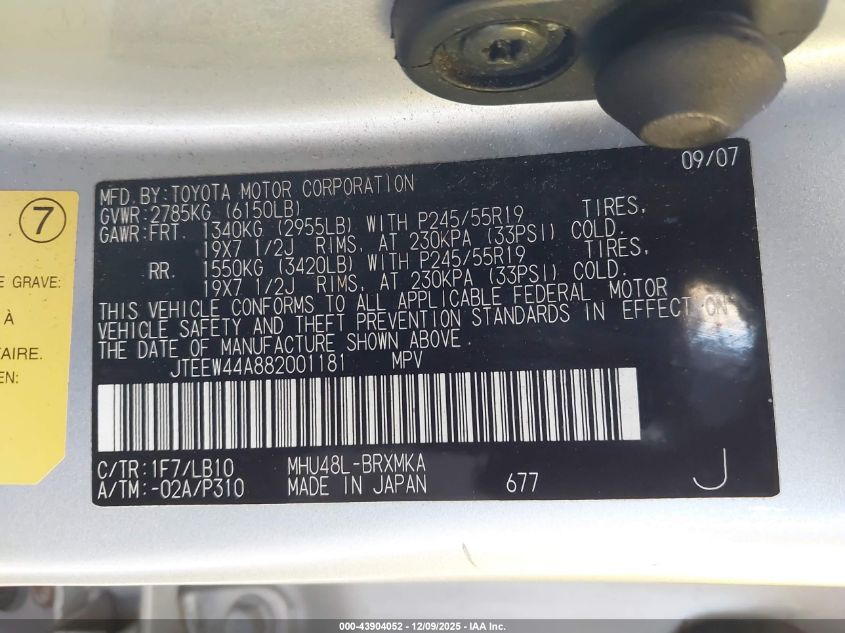 09/07
MFD.BY:TOYOTA MOTOR CORPORATION
GVWR:2785KG (6150LB)
GAWR:FRT. 1340KG (2955LB) WITH P245/55R19 TIRES,
19X7 1/2J RIMS, AT 230KPA (33PSI) COLD.
RR. 1550KG (3420LB) WITH P245/55R19 TIRES,
19X7 1/2J RIMS, AT 230KPA (33PSI) COLD.
THIS VEHICLE CONFORMS TO ALL APPLICABLE FEDERAL MOTOR
VEHICLE SAFETY AND THEFT PREVENTION STANDARDS IN EFFECT ON
THE DATE OF MANUFACTURE SHOWN ABOVE.
JTEEW44A882001181 MPV
C/TR:1F7/LB10 MHU48L-BRXMKA
A/TM:-02A/P310 MADE IN JAPAN 677 J
7
GRAVE:
À
TAIRE.
EN:
000-43904052 - 12/09/2025 - IAA Inc.